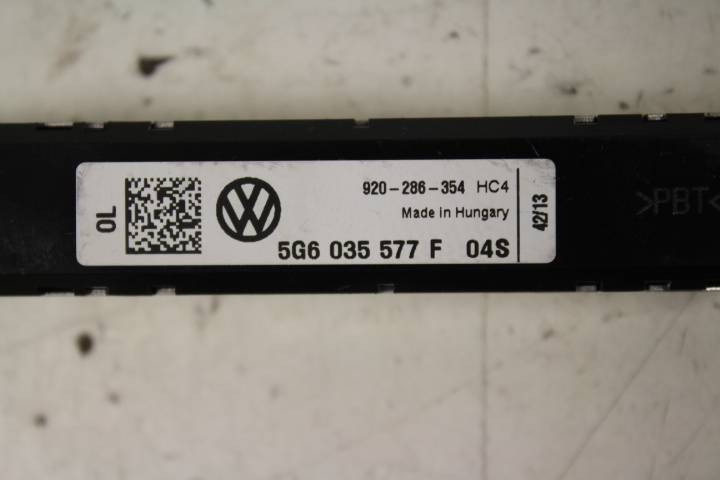 OL
920-286-354 HC4
Made in Hungary
5G6 035 577 F 04S
42/13
>PBT<